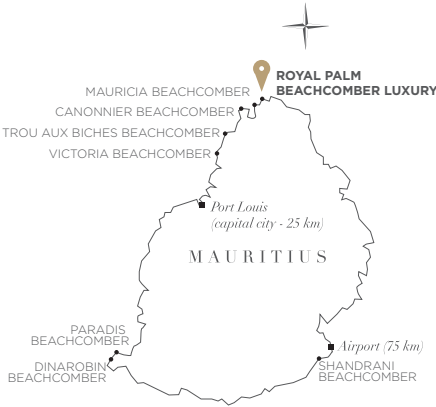 ROYAL PALM
BEACHCOMBER LUXURY
MAURICIA BEACHCOMBER
CANONNIER BEACHCOMBER
TROU AUX BICHES BEACHCOMBER
VICTORIA BEACHCOMBER
Port Louis
(capital city - 25 km)
MAURITIUS
PARADIS
BEACHCOMBER
DINAROBIN
BEACHCOMBER
Airport (75 km)
SHANDRANI
BEACHCOMBER